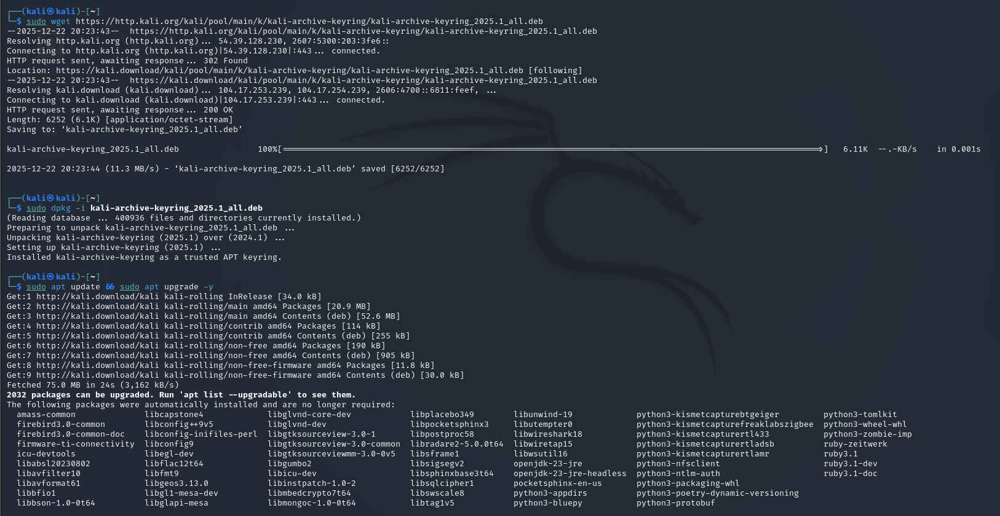 ┌──(kali㉿kali)-[~]
└─$ sudo wget https://http.kali.org/kali/pool/main/k/kali-archive-keyring/kali-archive-keyring_2025.1_all.deb
--2025-12-22 20:23:43--  https://http.kali.org/kali/pool/main/k/kali-archive-keyring/kali-archive-keyring_2025.1_all.deb
Resolving http.kali.org (http.kali.org)... 54.39.128.230, 2607:5300:203:3fe6::
Connecting to http.kali.org (http.kali.org)|54.39.128.230|:443... connected.
HTTP request sent, awaiting response... 302 Found
Location: https://kali.download/kali/pool/main/k/kali-archive-keyring/kali-archive-keyring_2025.1_all.deb [following]
--2025-12-22 20:23:43--  https://kali.download/kali/pool/main/k/kali-archive-keyring/kali-archive-keyring_2025.1_all.deb
Resolving kali.download (kali.download)... 104.17.253.239, 104.17.254.239, 2606:4700::6811:feef, ...
Connecting to kali.download (kali.download)|104.17.253.239|:443... connected.
HTTP request sent, awaiting response... 200 OK
Length: 6252 (6.1K) [application/octet-stream]
Saving to: ‘kali-archive-keyring_2025.1_all.deb’
kali-archive-keyring_2025.1_all.deb 100%[=====================>] 6.11K --.-KB/s in 0.001s
2025-12-22 20:23:44 (11.3 MB/s) - ‘kali-archive-keyring_2025.1_all.deb’ saved [6252/6252]
┌──(kali㉿kali)-[~]
└─$ sudo dpkg -i kali-archive-keyring_2025.1_all.deb
(Reading database ... 400936 files and directories currently installed.)
Preparing to unpack kali-archive-keyring_2025.1_all.deb ...
Unpacking kali-archive-keyring (2025.1) over (2024.1) ...
Setting up kali-archive-keyring (2025.1) ...
Installed kali-archive-keyring as a trusted APT keyring.
┌──(kali㉿kali)-[~]
└─$ sudo apt update && sudo apt upgrade -y
Get:1 http://kali.download/kali kali-rolling InRelease [34.0 kB]
Get:2 http://kali.download/kali kali-rolling/main amd64 Packages [20.9 MB]
Get:3 http://kali.download/kali kali-rolling/main amd64 Contents (deb) [52.6 MB]
Get:4 http://kali.download/kali kali-rolling/contrib amd64 Packages [114 kB]
Get:5 http://kali.download/kali kali-rolling/contrib amd64 Contents (deb) [255 kB]
Get:6 http://kali.download/kali kali-rolling/non-free amd64 Packages [190 kB]
Get:7 http://kali.download/kali kali-rolling/non-free amd64 Contents (deb) [905 kB]
Get:8 http://kali.download/kali kali-rolling/non-free-firmware amd64 Packages [11.8 kB]
Get:9 http://kali.download/kali kali-rolling/non-free-firmware amd64 Contents (deb) [30.0 kB]
Fetched 75.0 MB in 24s (3,162 kB/s)
2032 packages can be upgraded. Run 'apt list --upgradable' to see them.
The following packages were automatically installed and are no longer required:
amass-common libcapstone4 libglvnd-core-dev libplacebo349 libunwind-19 python3-kismetcapturebtgeiger python3-tomlkit
firebird3.0-common libconfig++9v5 libglvnd-dev libpocketsphinx3 libutempter0 python3-kismetcapturefreaklabszigbee python3-wheel-whl
firebird3.0-common-doc libconfig-inifiles-perl libgtksourceview-3.0-1 libpostproc58 libwireshark18 python3-kismetcapturertl433 python3-zombie-imp
firmware-ti-connectivity libconfig9 libgtksourceview-3.0-common libradare2-5.0.0t64 libwiretap15 python3-kismetcapturertladsb ruby-zeitwerk
icu-devtools libegl-dev libgtksourceviewmm-3.0-0v5 libsframe1 libwsutil16 python3-kismetcapturertlamr ruby3.1
libabsl20230802 libflac12t64 libgumbo2 libsigsegv2 openjdk-23-jre python3-nfsclient ruby3.1-dev
libavfilter10 libfmt9 libicu-dev libsphinxbase3t64 openjdk-23-jre-headless python3-ntlm-auth ruby3.1-doc
libavformat61 libgeos3.13.0 libinstpatch-1.0-2 libsqlcipher1 pocketsphinx-en-us python3-packaging-whl
libbfio1 libgl1-mesa-dev libmbedcrypto7t64 libswscale8 python3-appdirs python3-poetry-dynamic-versioning
libbson-1.0-0t64 libglapi-mesa libmongoc-1.0-0t64 libtag1v5 python3-bluepy python3-protobuf